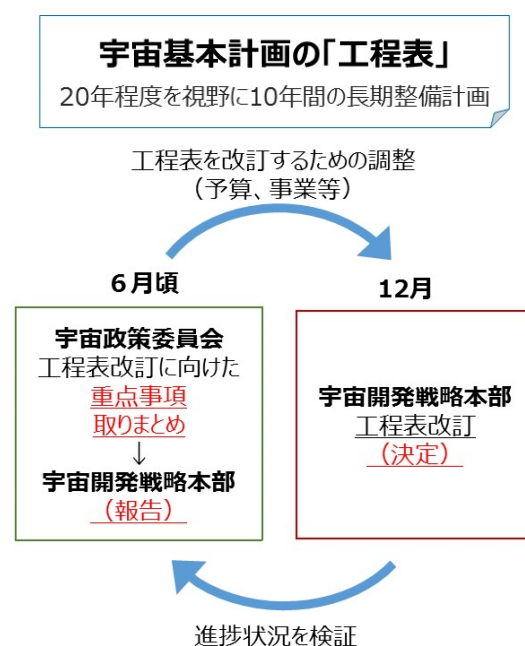 宇宙基本計画の「工程表」
20年程度を視野に10年間の長期整備計画
工程表を改訂するための調整
（予算、事業等）
６月頃
宇宙政策委員会
工程表改訂に向けた
重点事項
取りまとめ
↓
宇宙開発戦略本部
（報告）
12月
宇宙開発戦略本部
工程表改訂
（決定）
進捗状況を検証